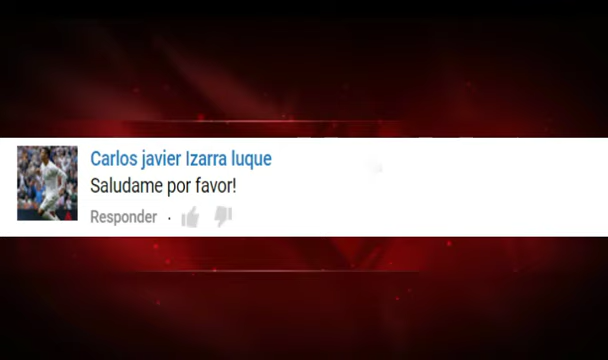 Carlos javier Izarra luque
Saludame por favor!
Responder ·